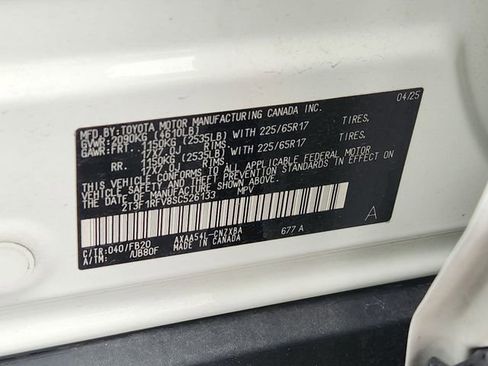 MFD.BY:TOYOTA MOTOR MANUFACTURING CANADA INC. 04/25
GVWR:2090KG (4610LB)
GAWR:FRT. 1150KG (2535LB) WITH 225/65R17 TIRES,
17X7.0J RIMS
RR. 1150KG (2535LB) WITH 225/65R17 TIRES,
17X7.0J RIMS
THIS VEHICLE CONFORMS TO ALL APPLICABLE FEDERAL MOTOR
VEHICLE SAFETY AND THEFT PREVENTION STANDARDS IN EFFECT
ON THE DATE OF MANUFACTURE SHOWN ABOVE.
2T3F1RFV8SC526133 MPV
C/TR:040/FB20 AXAA54L-CNZXBA 677A A
A/TM: /UB80F MADE IN CANADA